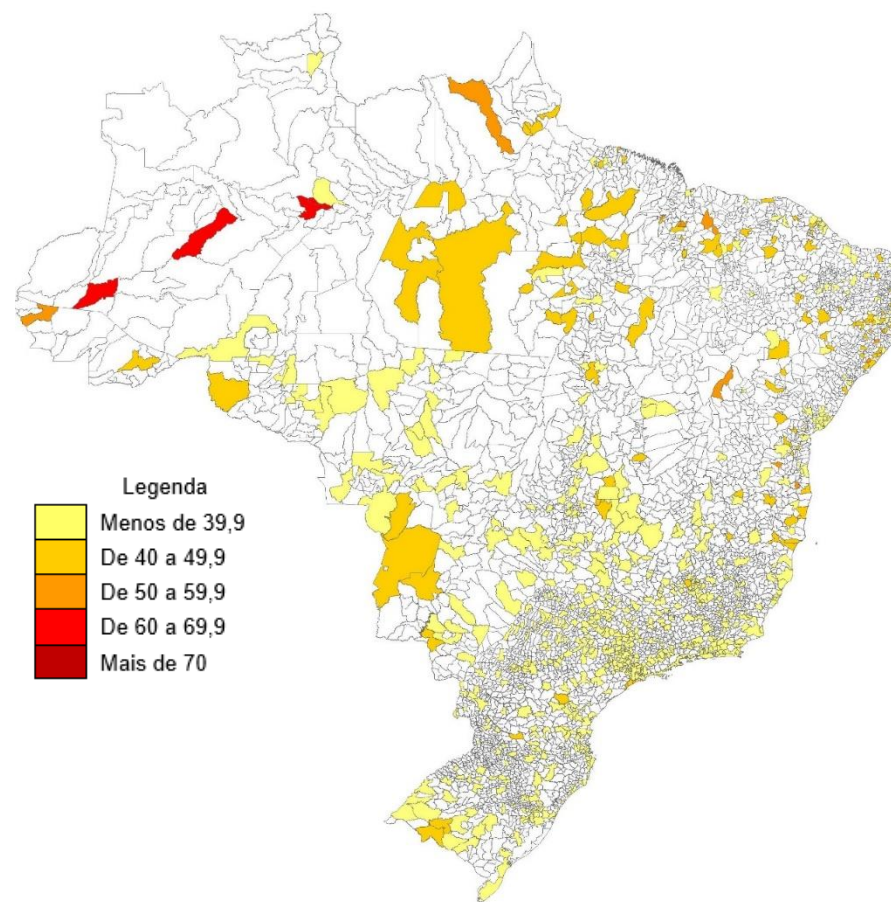 Legenda
Menos de 39,9
De 40 a 49,9
De 50 a 59,9
De 60 a 69,9
Mais de 70